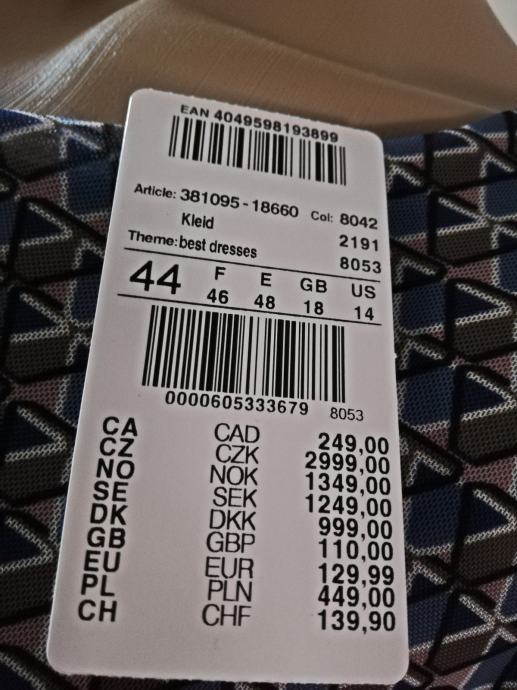 EAN 4049598193899
Article: 381095-18660 Col: 8042
Kleid 2191
Theme:best dresses 8053
44 F E GB US
46 48 18 14
0000605333679 8053
CA CAD 249,00
CZ CZK 2999,00
NO NOK 1349,00
SE SEK 1249,00
DK DKK 999,00
GB GBP 110,00
EU EUR 129,99
PL PLN 449,00
CH CHF 139,90